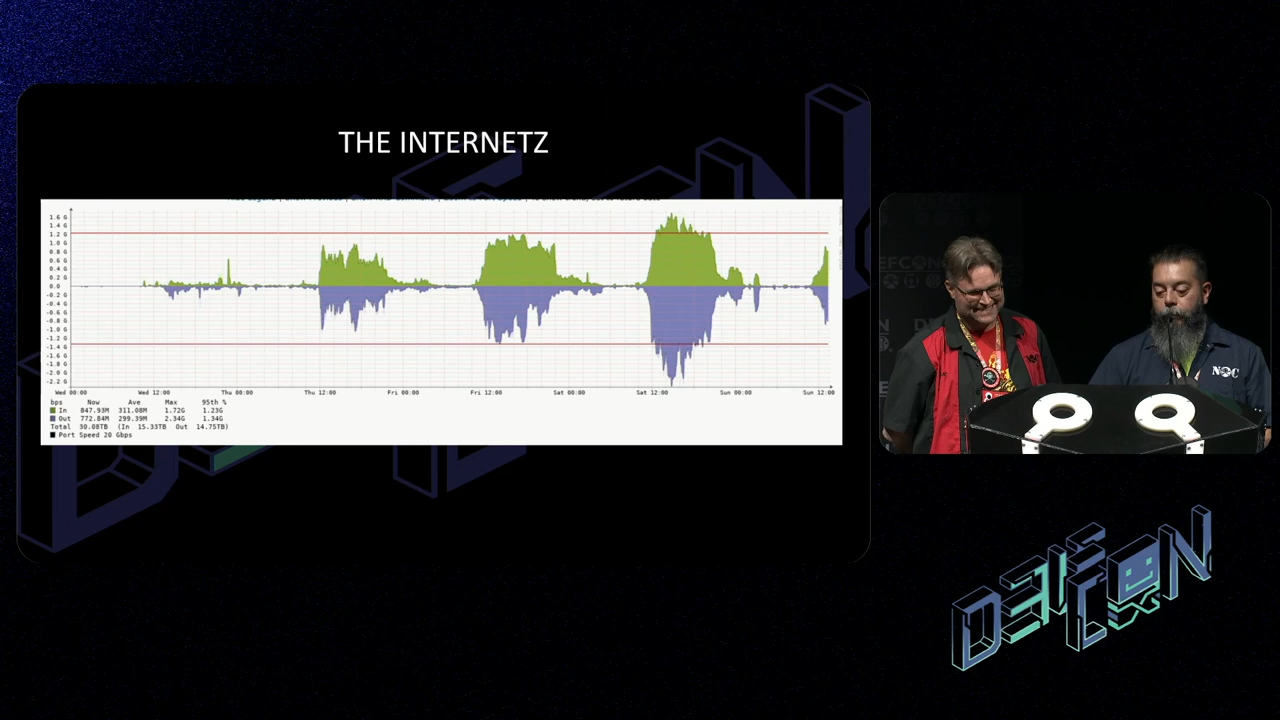 THE INTERNETZ
1.6 G
1.4 G
1.2 G
1.0 G
0.8 G
0.6 G
0.4 G
0.2 G
-0.0 G
-0.2 G
-0.4 G
-0.6 G
-0.8 G
-1.0 G
-1.2 G
-1.4 G
-1.6 G
-1.8 G
-2.0 G
-2.2 G
Wed 00:00 Wed 12:00 Thu 00:00 Thu 12:00 Fri 00:00 Fri 12:00 Sat 00:00 Sat 12:00 Sun 00:00 Sun 12:00
bps Now Ave Max 95th %
In 847.93M 311.08M 1.72G 1.23G
Out 772.84M 299.39M 2.34G 1.34G
Total 30.08TB (In 15.33TB Out 14.75TB)
Port Speed 20 Gbps
NOC
DEFCON